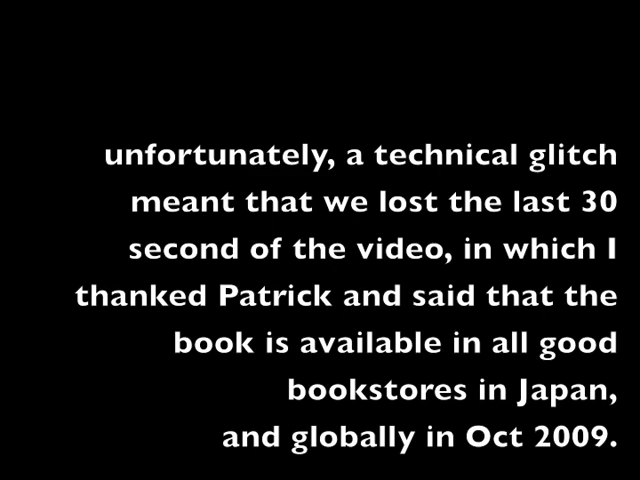 unfortunately, a technical glitch
meant that we lost the last 30
second of the video, in which I
thanked Patrick and said that the
book is available in all good
bookstores in Japan,
and globally in Oct 2009.